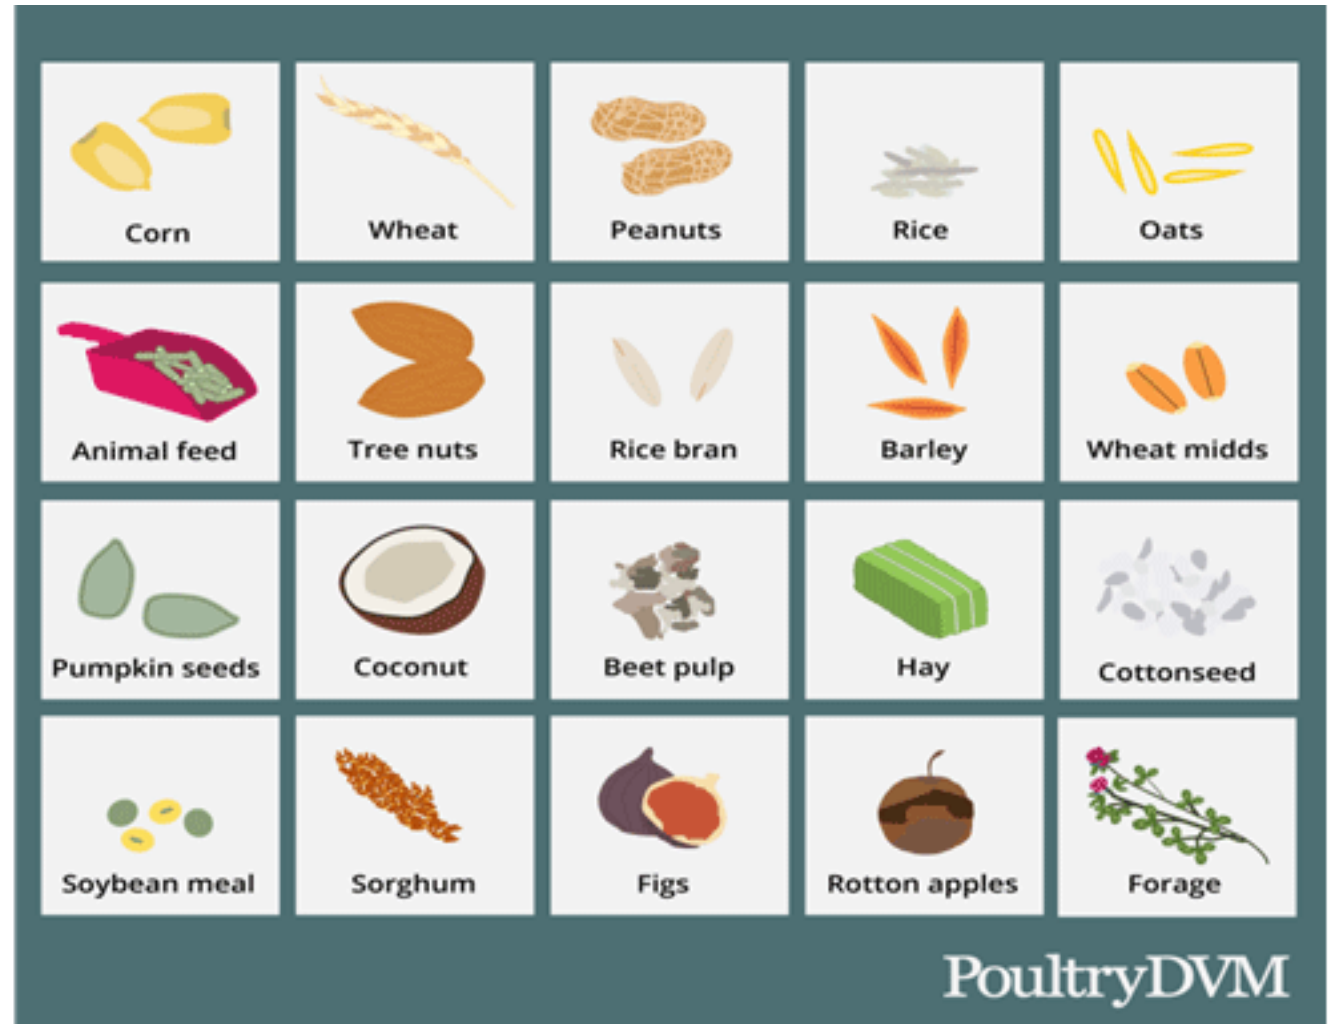 Corn
Wheat
Peanuts
Rice
Oats
Animal feed
Tree nuts
Rice bran
Barley
Wheat midds
Pumpkin seeds
Coconut
Beet pulp
Hay
Cottonseed
Soybean meal
Sorghum
Figs
Rotton apples
Forage
PoultryDVM